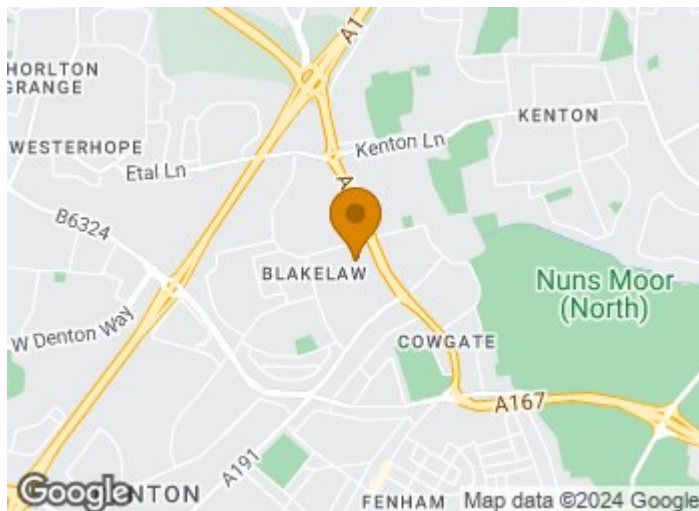 A1
HORLTON
GRANGE
KENTON
Kenton Ln
WESTERHOPE
Etal Ln
A
B6324
BLAKELAW
Nuns Moor
(North)
W Denton Way
COWGATE
A167
A191
Google
NTON
FENHAM
Map data ©2024 Google